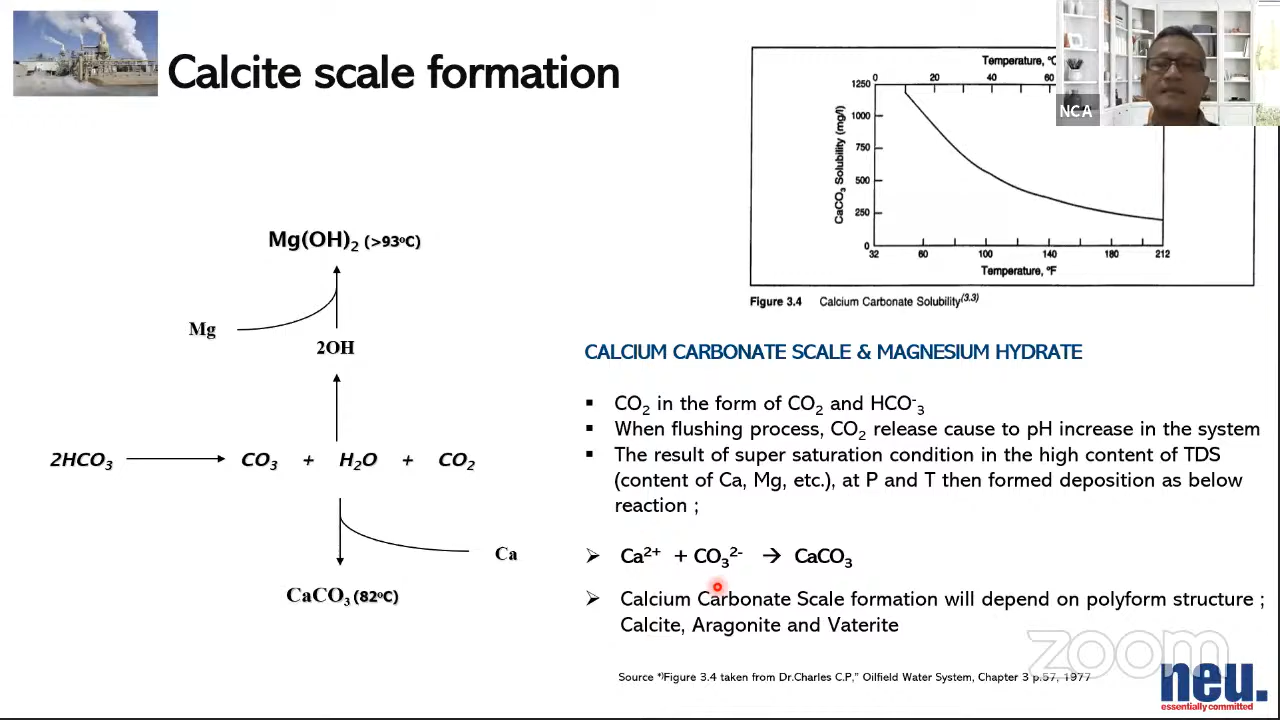 Calcite scale formation
Temperature, °C
0 20 40 60
1250
1000
750
500
250
0
CaCO₃ Solubility (mg/l)
32 60 100 140 180 212
Temperature, °F
Figure 3.4 Calcium Carbonate Solubility⁽³·³⁾
NCA
Mg(OH)₂ (>93ºC)
Mg
2OH
2HCO₃ CO₃ + H₂O + CO₂
Ca
CaCO₃ (82ºC)
CALCIUM CARBONATE SCALE & MAGNESIUM HYDRATE
▪ CO₂ in the form of CO₂ and HCO⁻₃
▪ When flushing process, CO₂ release cause to pH increase in the system
▪ The result of super saturation condition in the high content of TDS
(content of Ca, Mg, etc.), at P and T then formed deposition as below
reaction ;
➢ Ca²⁺ + CO₃²⁻ → CaCO₃
➢ Calcium Carbonate Scale formation will depend on polyform structure ;
Calcite, Aragonite and Vaterite
Source *⁾Figure 3.4 taken from Dr.Charles C.P," Oilfield Water System, Chapter 3 p.57, 1977
zoom
neu.
essentially committed